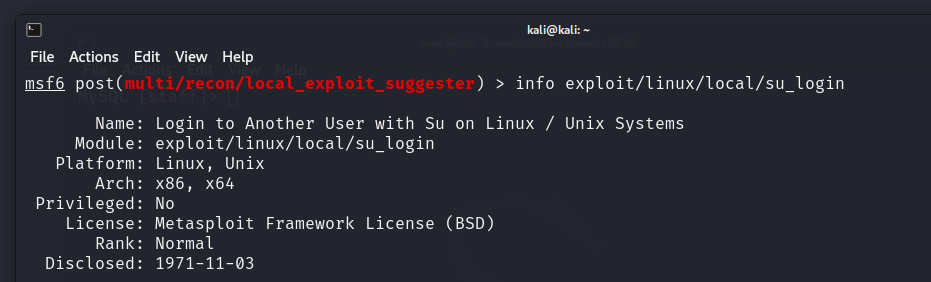 kali@kali: ~
File Actions Edit View Help
msf6 post(multi/recon/local_exploit_suggester) > info exploit/linux/local/su_login
Name: Login to Another User with Su on Linux / Unix Systems
Module: exploit/linux/local/su_login
Platform: Linux, Unix
Arch: x86, x64
Privileged: No
License: Metasploit Framework License (BSD)
Rank: Normal
Disclosed: 1971-11-03